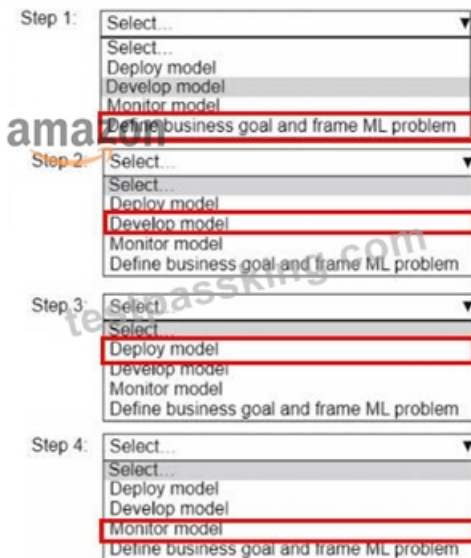 Step 1: Select...
Select...
Deploy model
Develop model
Monitor model
Define business goal and frame ML problem
amazon
Step 2: Select...
Select...
Deploy model
Develop model
Monitor model
Define business goal and frame ML problem
testpassking.com
Step 3: Select...
Select...
Deploy model
Develop model
Monitor model
Define business goal and frame ML problem
Step 4: Select...
Select...
Deploy model
Develop model
Monitor model
Define business goal and frame ML problem